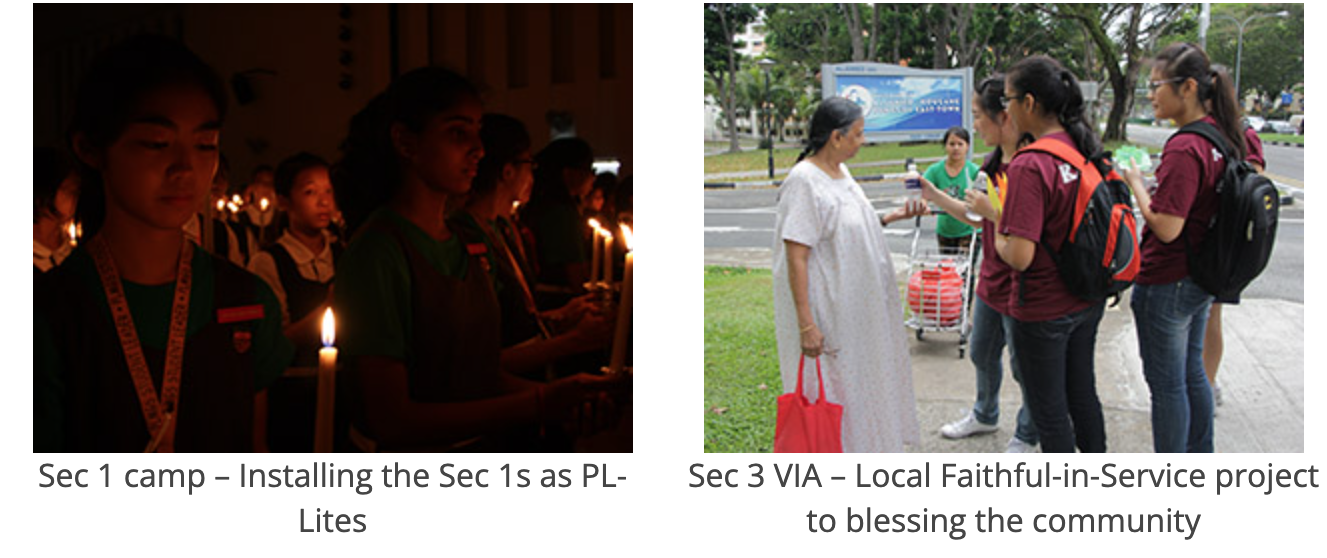 Sec 1 camp – Installing the Sec 1s as PL-
Lites
Sec 3 VIA – Local Faithful-in-Service project
to blessing the community